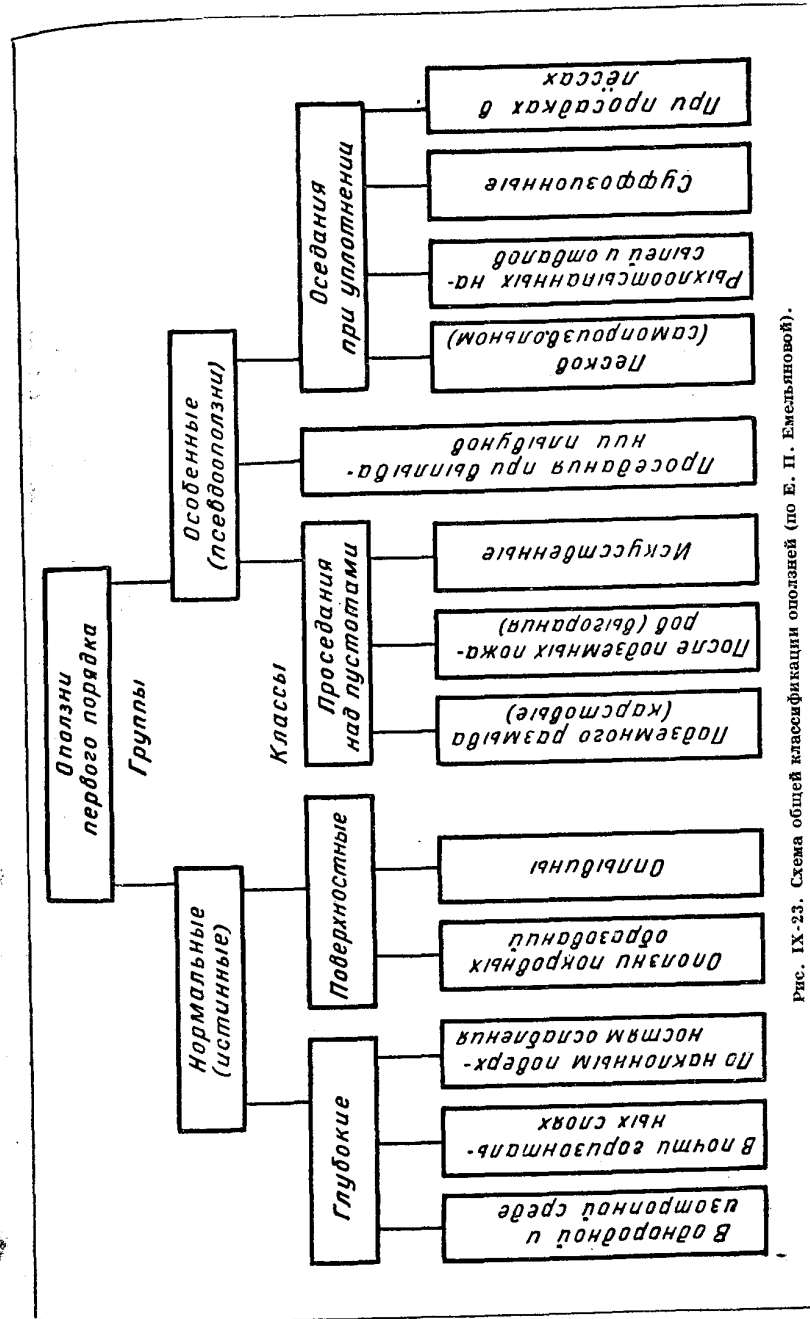 Оползни
первого порядка
Группы
Нормальные
(истинные)
Особенные
(псевдооползни)
Классы
Глубокие
Поверхностные
Проседания
над пустотами
Оседания
при уплотнении
В однородной и
изотропной среде
В почти горизонталь-
ных слоях
По наклонным поверх-
ностям ослабления
Оползни покровных
образований
Оплывины
Подземного размыва
(карстовые)
После подземных пожа-
ров (выгорания)
Искусственные
Проседания при выплыва-
нии плывунов
Песков
(самопроизвольном)
Рыхлоотсыпанных на-
сыпей и отвалов
Суффозионные
При просадках в
лёссах
Рис. IX-23. Схема общей классификации оползней (по Е. П. Емельяновой).